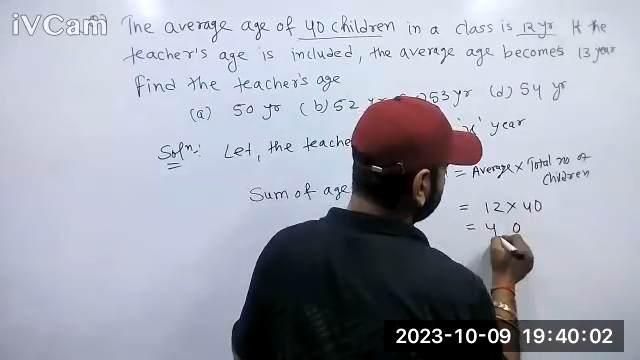 iVCam
The average age of 40 children in a class is 12 yr If the
teacher's age is included, the average age becomes 13 year
find the teacher's age
(a) 50 yr (b) 52 53 yr (d) 54 yr
Solⁿ: Let, the 'x' year
Sum of age = Average × Total no of
children
= 12 × 40
= 4 0
2023-10-09 19:40:02